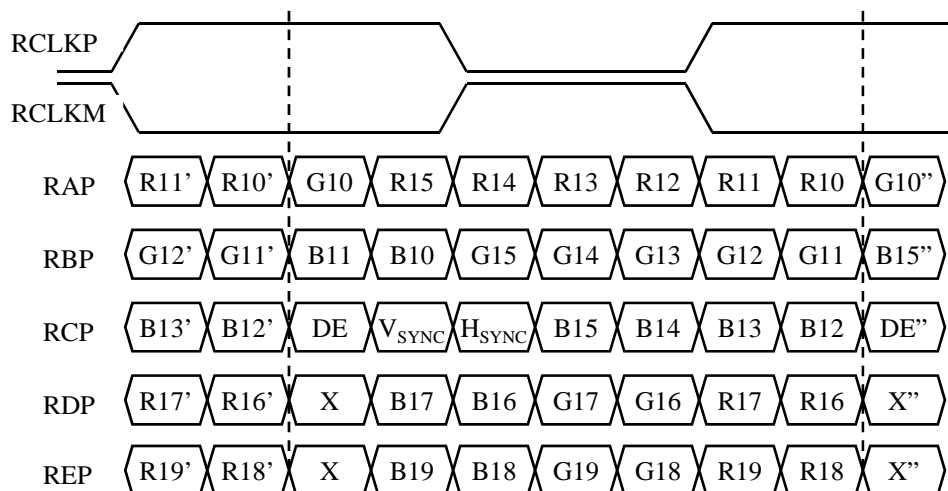 RCLKP
RCLKM
RAP R11’ R10’ G10 R15 R14 R13 R12 R11 R10 G10”
RBP G12’ G11’ B11 B10 G15 G14 G13 G12 G11 B15”
RCP B13’ B12’ DE VSYNC HSYNC B15 B14 B13 B12 DE”
RDP R17’ R16’ X B17 B16 G17 G16 R17 R16 X”
REP R19’ R18’ X B19 B18 G19 G18 R19 R18 X”